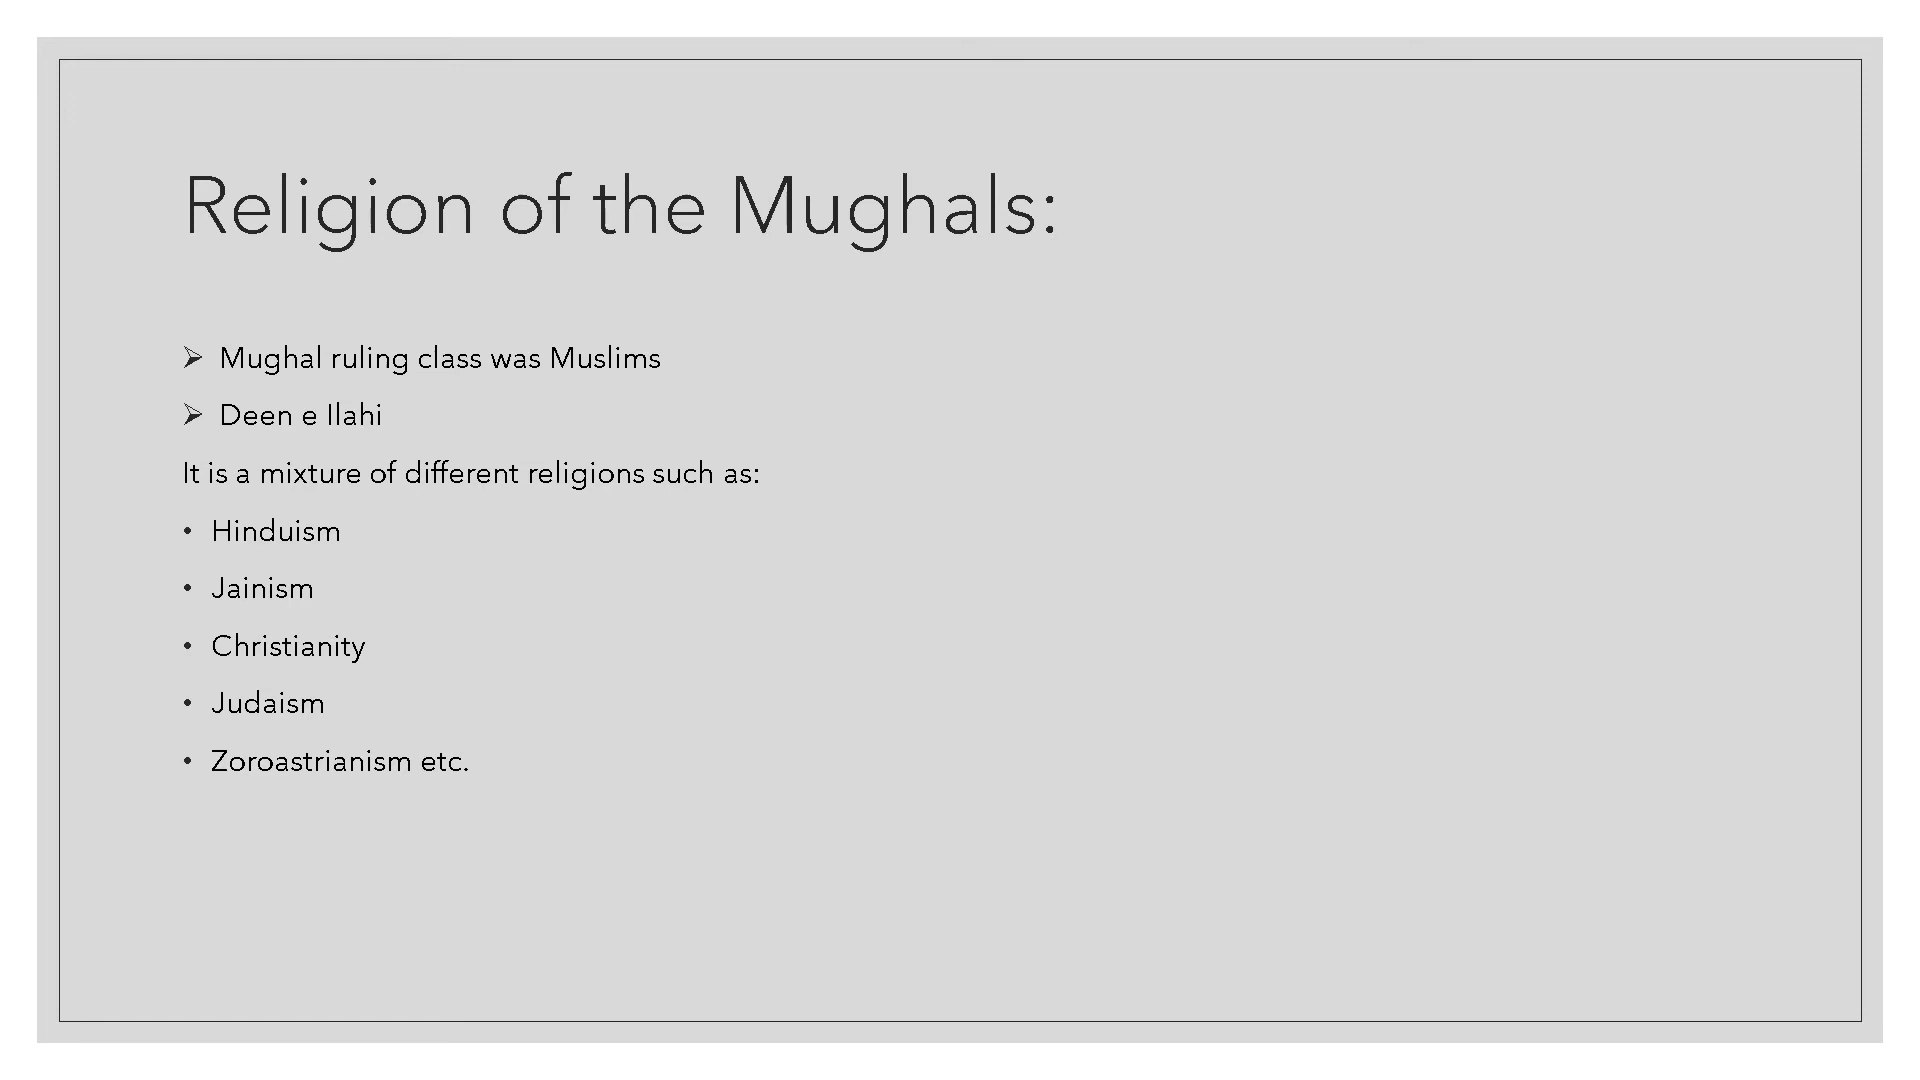 Religion of the Mughals:
➢ Mughal ruling class was Muslims
➢ Deen e Ilahi
It is a mixture of different religions such as:
• Hinduism
• Jainism
• Christianity
• Judaism
• Zoroastrianism etc.